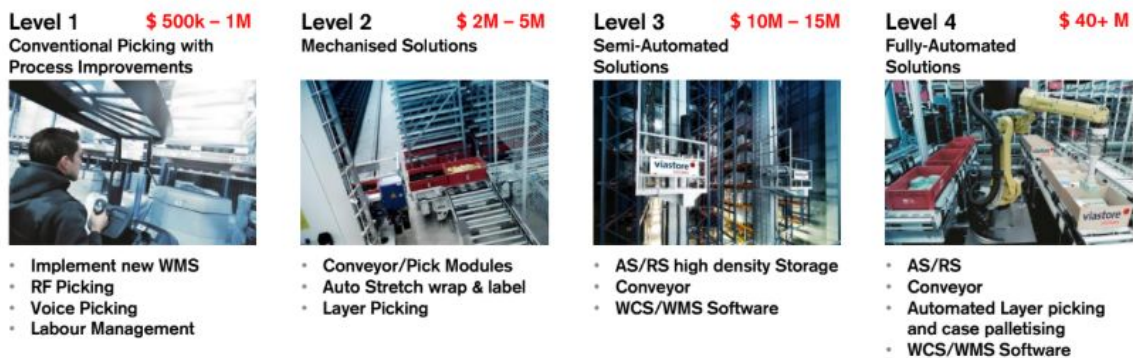 Level 1 $ 500k – 1M
Conventional Picking with
Process Improvements
• Implement new WMS
• RF Picking
• Voice Picking
• Labour Management
Level 2 $ 2M – 5M
Mechanised Solutions
• Conveyor/Pick Modules
• Auto Stretch wrap & label
• Layer Picking
Level 3 $ 10M – 15M
Semi-Automated
Solutions
viastore
• AS/RS high density Storage
• Conveyor
• WCS/WMS Software
Level 4 $ 40+ M
Fully-Automated
Solutions
viastore
• AS/RS
• Conveyor
• Automated Layer picking
and case palletising
• WCS/WMS Software